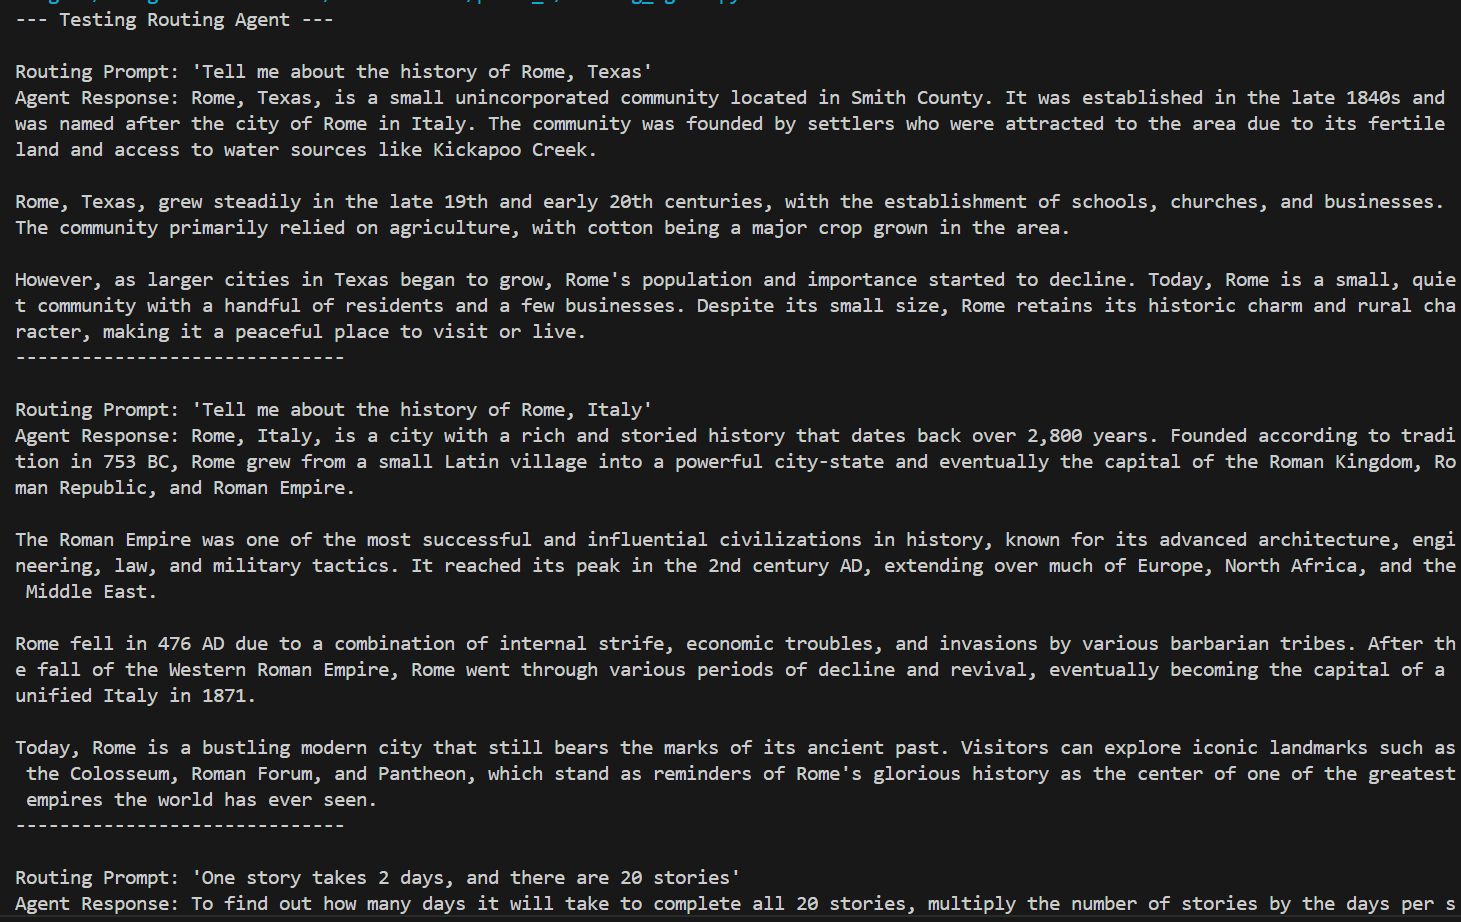 --- Testing Routing Agent ---
Routing Prompt: 'Tell me about the history of Rome, Texas'
Agent Response: Rome, Texas, is a small unincorporated community located in Smith County. It was established in the late 1840s and
was named after the city of Rome in Italy. The community was founded by settlers who were attracted to the area due to its fertile
land and access to water sources like Kickapoo Creek.
Rome, Texas, grew steadily in the late 19th and early 20th centuries, with the establishment of schools, churches, and businesses.
The community primarily relied on agriculture, with cotton being a major crop grown in the area.
However, as larger cities in Texas began to grow, Rome's population and importance started to decline. Today, Rome is a small, quie
t community with a handful of residents and a few businesses. Despite its small size, Rome retains its historic charm and rural cha
racter, making it a peaceful place to visit or live.
------------------------------
Routing Prompt: 'Tell me about the history of Rome, Italy'
Agent Response: Rome, Italy, is a city with a rich and storied history that dates back over 2,800 years. Founded according to tradi
tion in 753 BC, Rome grew from a small Latin village into a powerful city-state and eventually the capital of the Roman Kingdom, Ro
man Republic, and Roman Empire.
The Roman Empire was one of the most successful and influential civilizations in history, known for its advanced architecture, engi
neering, law, and military tactics. It reached its peak in the 2nd century AD, extending over much of Europe, North Africa, and the
 Middle East.
Rome fell in 476 AD due to a combination of internal strife, economic troubles, and invasions by various barbarian tribes. After th
e fall of the Western Roman Empire, Rome went through various periods of decline and revival, eventually becoming the capital of a
unified Italy in 1871.
Today, Rome is a bustling modern city that still bears the marks of its ancient past. Visitors can explore iconic landmarks such as
 the Colosseum, Roman Forum, and Pantheon, which stand as reminders of Rome's glorious history as the center of one of the greatest
 empires the world has ever seen.
------------------------------
Routing Prompt: 'One story takes 2 days, and there are 20 stories'
Agent Response: To find out how many days it will take to complete all 20 stories, multiply the number of stories by the days per s